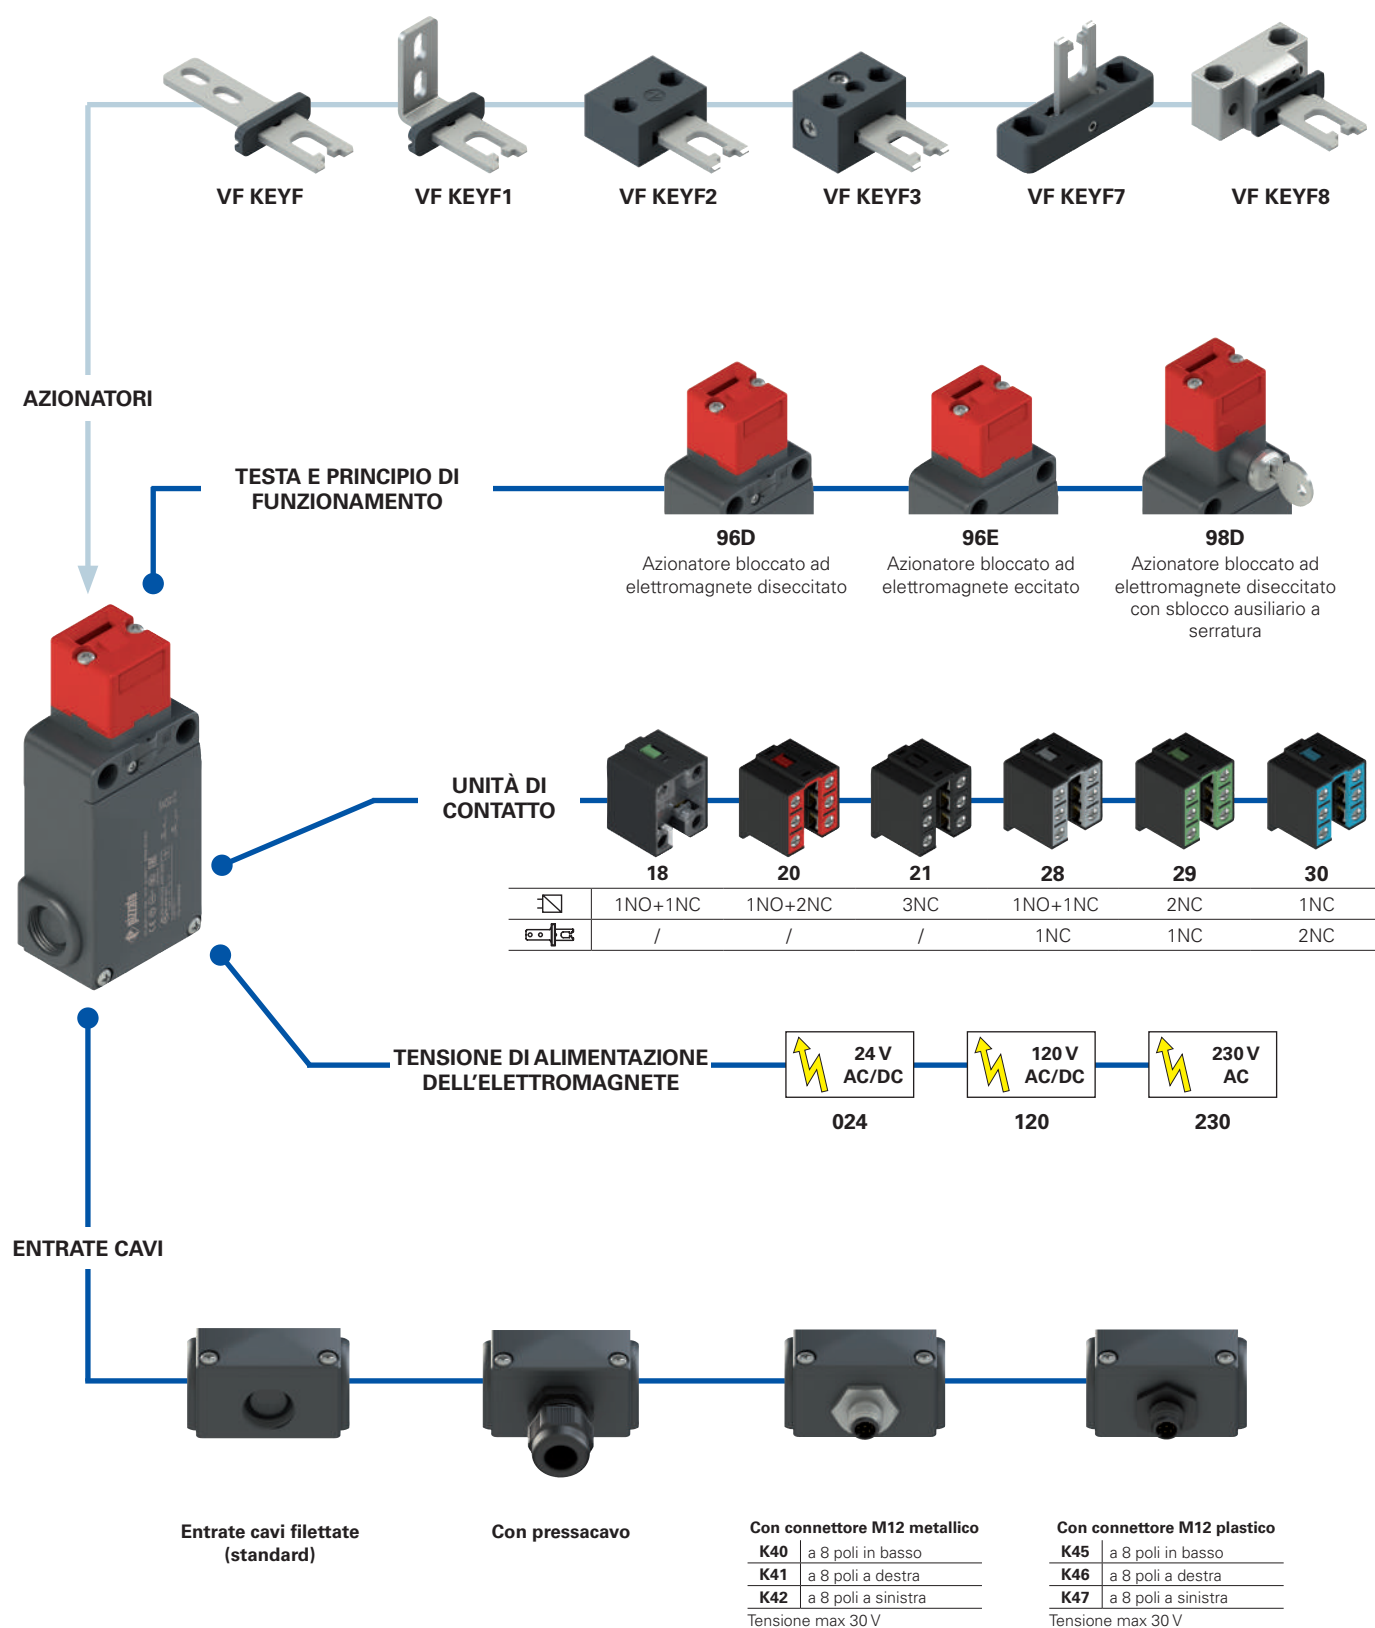 VF KEYF
VF KEYF1
VF KEYF2
VF KEYF3
VF KEYF7
VF KEYF8
AZIONATORI
TESTA E PRINCIPIO DI
FUNZIONAMENTO
96D
Azionatore bloccato ad
elettromagnete diseccitato
96E
Azionatore bloccato ad
elettromagnete eccitato
98D
Azionatore bloccato ad
elettromagnete diseccitato
con sblocco ausiliario a
serratura
UNITÀ DI
CONTATTO
18 20 21 28 29 30
1NO+1NC 1NO+2NC 3NC 1NO+1NC 2NC 1NC
/ / / 1NC 1NC 2NC
pizzato
TENSIONE DI ALIMENTAZIONE
DELL'ELETTROMAGNETE
24 V
AC/DC
024
120 V
AC/DC
120
230 V
AC
230
ENTRATE CAVI
Entrate cavi filettate
(standard)
Con pressacavo
Con connettore M12 metallico
K40 a 8 poli in basso
K41 a 8 poli a destra
K42 a 8 poli a sinistra
Tensione max 30 V
Con connettore M12 plastico
K45 a 8 poli in basso
K46 a 8 poli a destra
K47 a 8 poli a sinistra
Tensione max 30 V